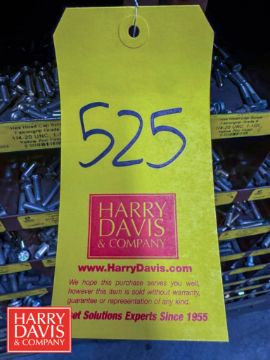 525
HARRY
DAVIS
& COMPANY
www.HarryDavis.com
We hope this purchase serves you well,
however this item is sold without warranty,
guarantee or representation of any kind.
et Solutions Experts Since 1955
HARRY
DAVIS
& COMPANY